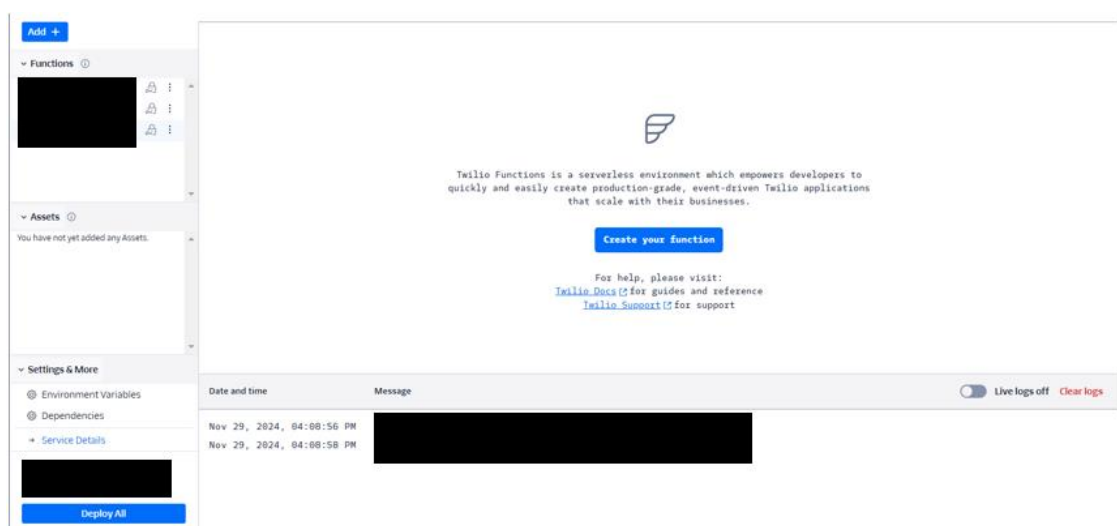 Add +
Functions
Assets
You have not yet added any Assets.
Settings & More
Environment Variables
Dependencies
Service Details
Deploy All
Twilio Functions is a serverless environment which empowers developers to
quickly and easily create production-grade, event-driven Twilio applications
that scale with their businesses.
Create your function
For help, please visit:
Twilio Docs for guides and reference
Twilio Support for support
Date and time Message Live logs off Clear logs
Nov 29, 2024, 04:08:56 PM
Nov 29, 2024, 04:08:58 PM